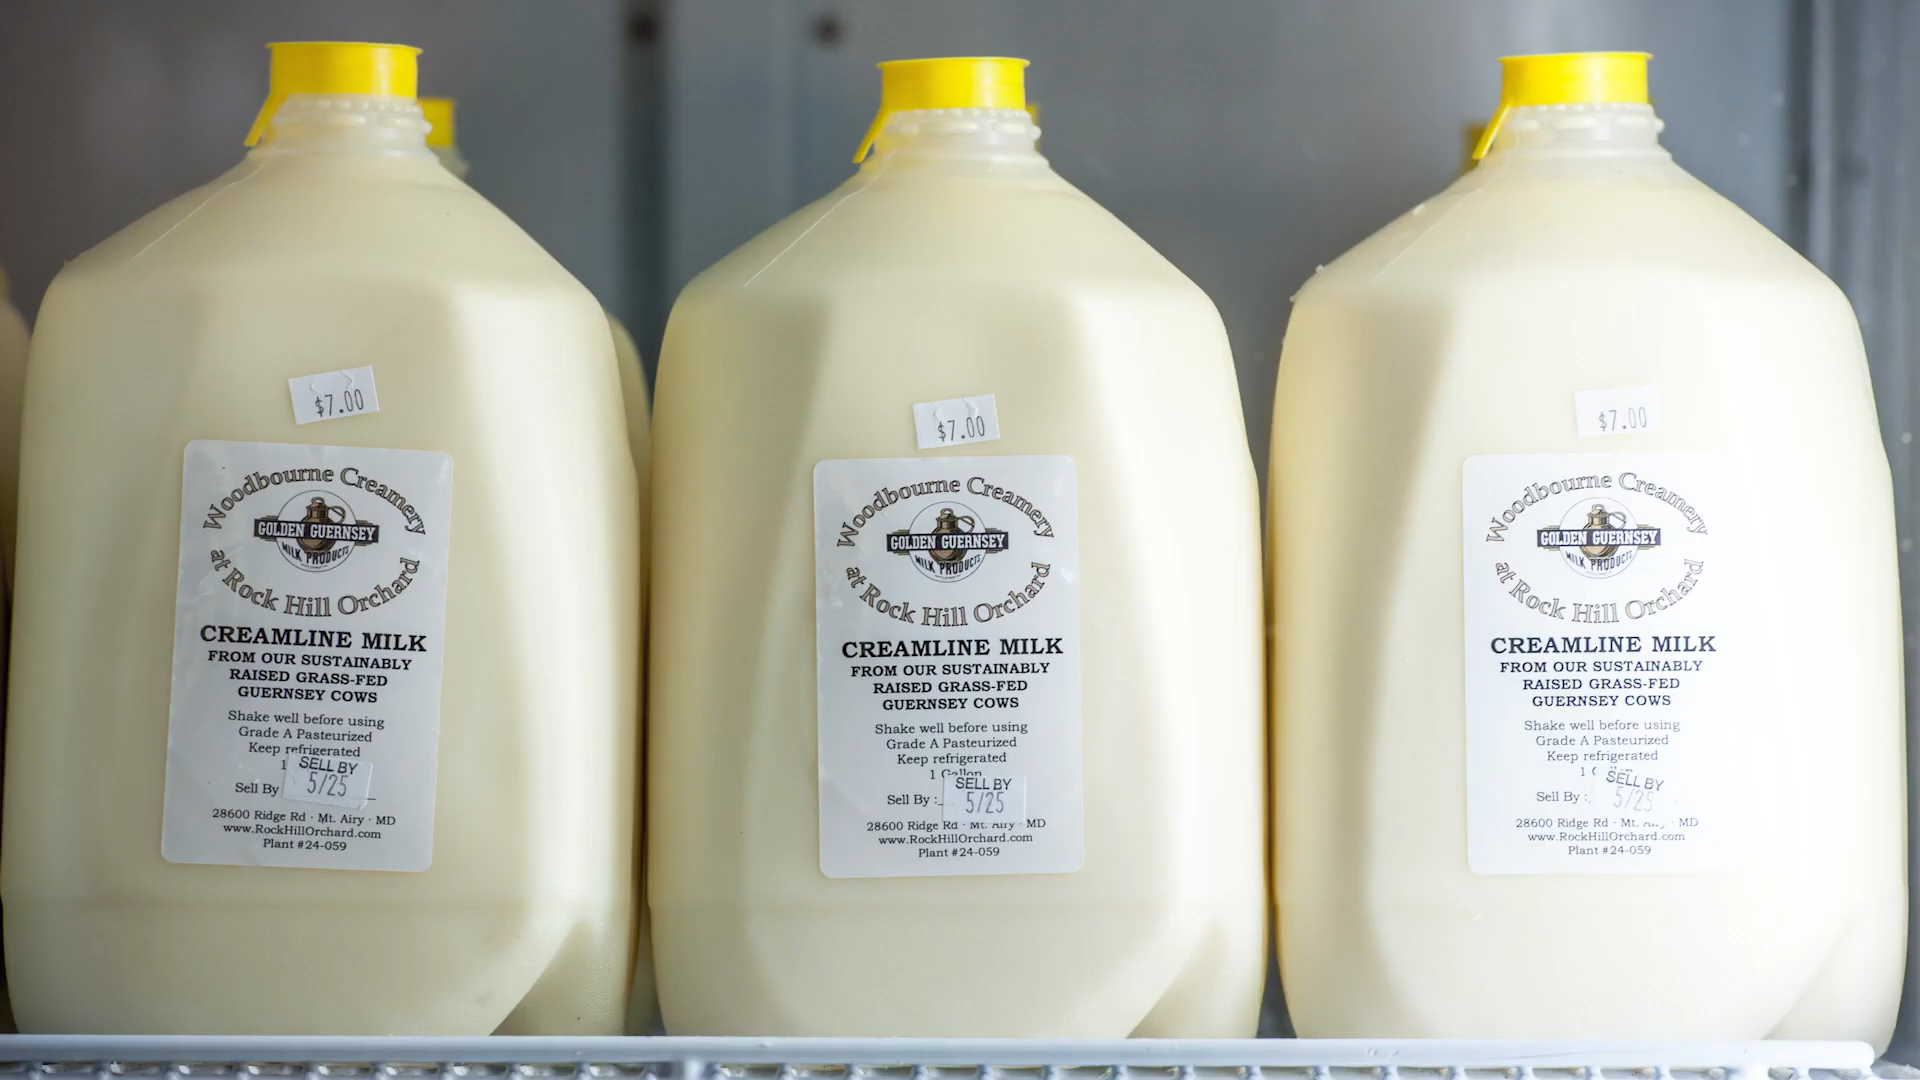 $7.00
Woodbourne Creamery
GOLDEN GUERNSEY
MILK PRODUCTS
at Rock Hill Orchard
CREAMLINE MILK
FROM OUR SUSTAINABLY
RAISED GRASS-FED
GUERNSEY COWS
Shake well before using
Grade A Pasteurized
Keep refrigerated
1
SELL BY
Sell By
5/25
28600 Ridge Rd · Mt. Airy · MD
www.RockHillOrchard.com
Plant #24-059
$7.00
Woodbourne Creamery
GOLDEN GUERNSEY
MILK PRODUCTS
at Rock Hill Orchard
CREAMLINE MILK
FROM OUR SUSTAINABLY
RAISED GRASS-FED
GUERNSEY COWS
Shake well before using
Grade A Pasteurized
Keep refrigerated
1 Gallon
SELL BY
Sell By :
5/25
28600 Ridge Rd · Mt. Airy · MD
www.RockHillOrchard.com
Plant #24-059
$7.00
Woodbourne Creamery
GOLDEN GUERNSEY
MILK PRODUCTS
at Rock Hill Orchard
CREAMLINE MILK
FROM OUR SUSTAINABLY
RAISED GRASS-FED
GUERNSEY COWS
Shake well before using
Grade A Pasteurized
Keep refrigerated
1
SELL BY
Sell By :
5/25
28600 Ridge Rd · Mt. Airy · MD
www.RockHillOrchard.com
Plant #24-059